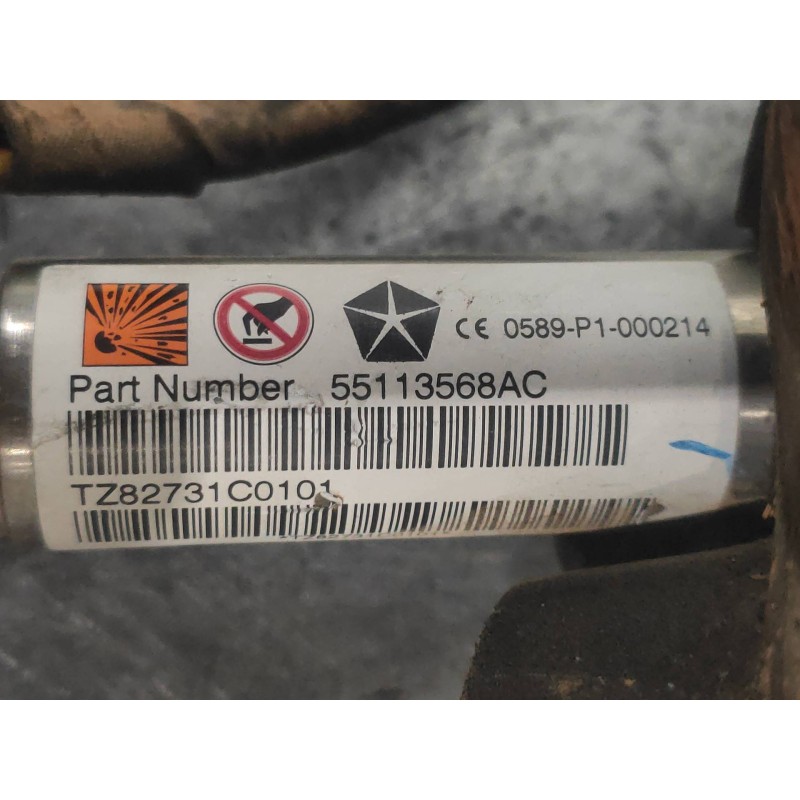 CE 0589-P1-000214
Part Number 55113568AC
TZ82731C0101